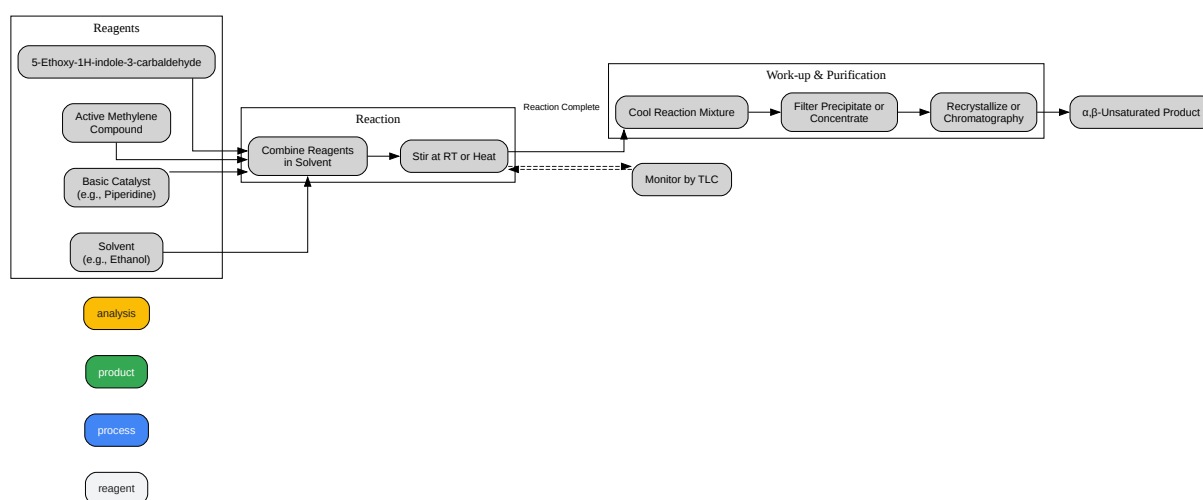 Reagents
5-Ethoxy-1H-indole-3-carbaldehyde
Active Methylene
Compound
Basic Catalyst
(e.g., Piperidine)
Solvent
(e.g., Ethanol)
Reaction
Combine Reagents
in Solvent
Stir at RT or Heat
Reaction Complete
Monitor by TLC
Work-up & Purification
Cool Reaction Mixture
Filter Precipitate or
Concentrate
Recrystallize or
Chromatography
α,β-Unsaturated Product
analysis
product
process
reagent